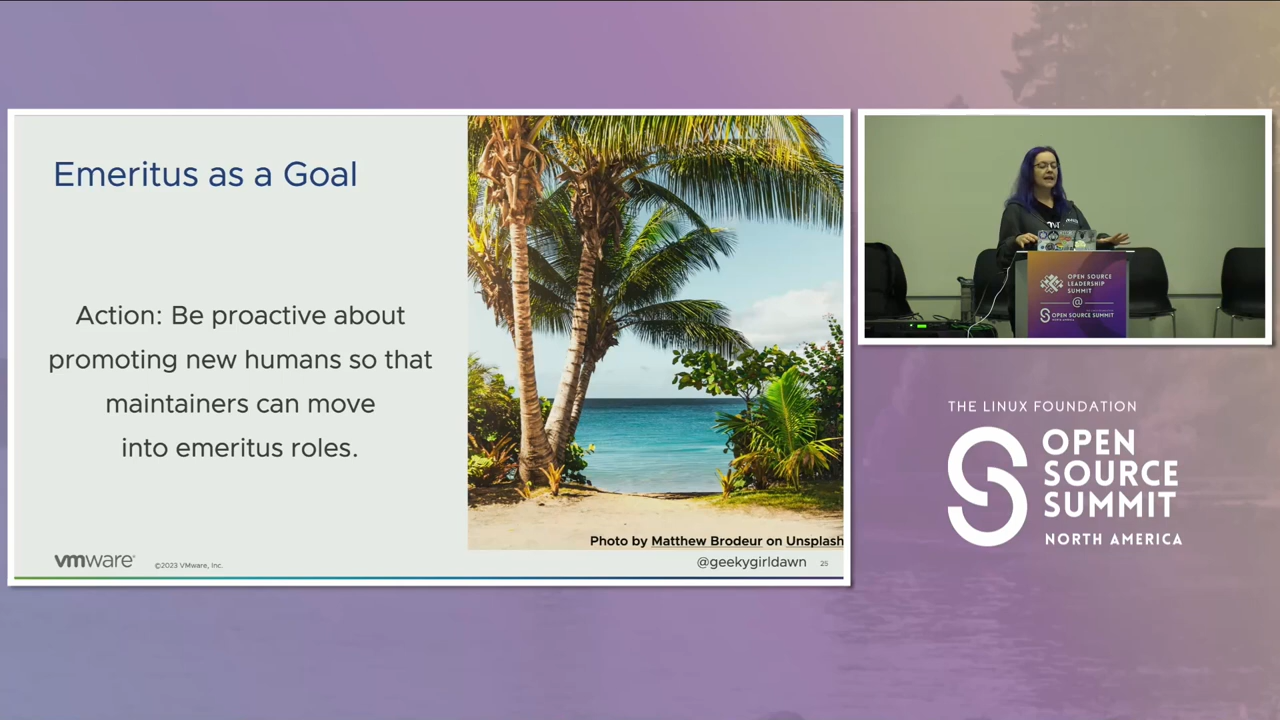 Emeritus as a Goal
Action: Be proactive about
promoting new humans so that
maintainers can move
into emeritus roles.
Photo by Matthew Brodeur on Unsplash
vmware®
©2023 VMware, Inc.
@geekygirldawn
25
OPEN SOURCE
LEADERSHIP
SUMMIT
@
OPEN SOURCE SUMMIT
NORTH AMERICA
THE LINUX FOUNDATION
OPEN
SOURCE
SUMMIT
NORTH AMERICA